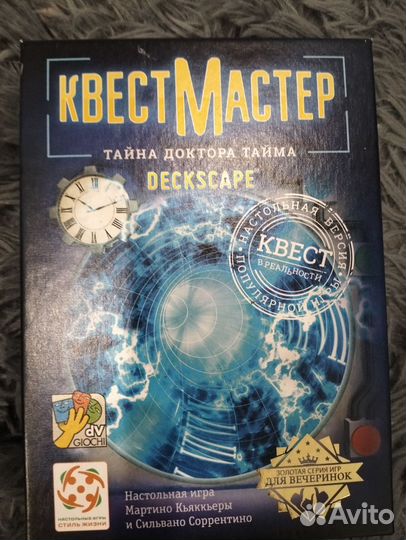 КВЕСТМАСТЕР
ТАЙНА ДОКТОРА ТАЙМА
DECKSCAPE
НАСТОЛЬНАЯ ВЕРСИЯ
КВЕСТ
В РЕАЛЬНОСТИ
ПОПУЛЯРНОЙ ИГРЫ
dV
GIOCHI
ЗОЛОТАЯ СЕРИЯ ИГР
ДЛЯ ВЕЧЕРИНОК
НАСТОЛЬНЫЕ ИГРЫ
СТИЛЬ ЖИЗНИ
Настольная игра
Мартино Кьяккьеры
и Сильвано Соррентино
Avito